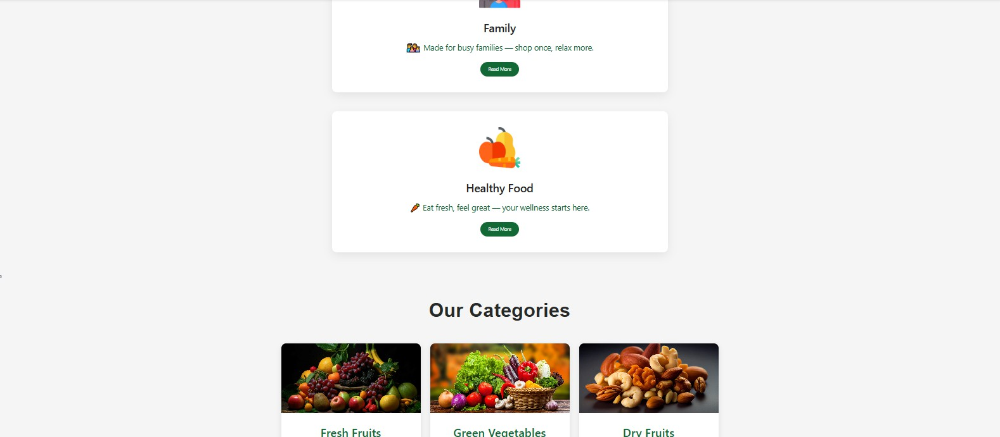 Family
👨‍👩‍👧 Made for busy families — shop once, relax more.
Read More
Healthy Food
🥕 Eat fresh, feel great — your wellness starts here.
Read More
s
Our Categories
Fresh Fruits
Green Vegetables
Dry Fruits